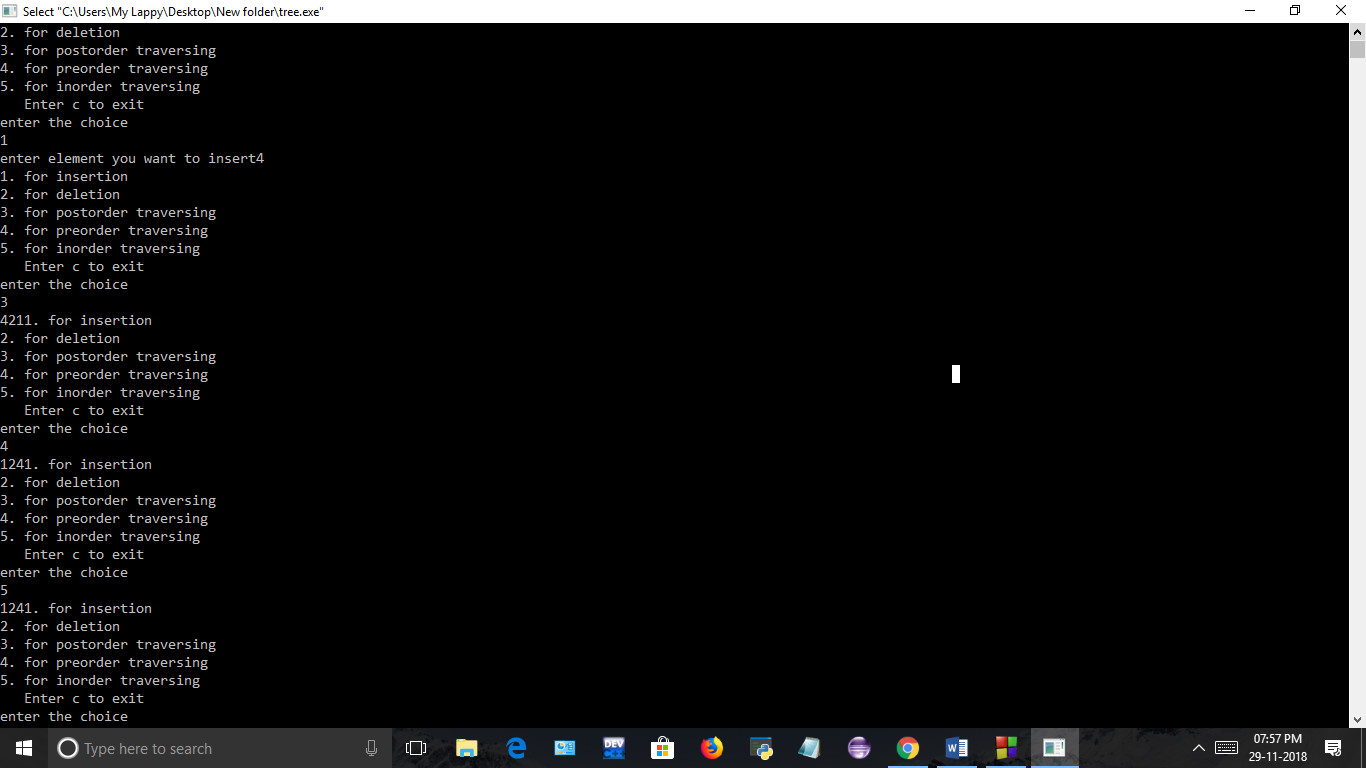 Select "C:\Users\My Lappy\Desktop\New folder\tree.exe"
2. for deletion
3. for postorder traversing
4. for preorder traversing
5. for inorder traversing
   Enter c to exit
enter the choice
1
enter element you want to insert4
1. for insertion
2. for deletion
3. for postorder traversing
4. for preorder traversing
5. for inorder traversing
   Enter c to exit
enter the choice
3
4211. for insertion
2. for deletion
3. for postorder traversing
4. for preorder traversing
5. for inorder traversing
   Enter c to exit
enter the choice
4
1241. for insertion
2. for deletion
3. for postorder traversing
4. for preorder traversing
5. for inorder traversing
   Enter c to exit
enter the choice
5
1241. for insertion
2. for deletion
3. for postorder traversing
4. for preorder traversing
5. for inorder traversing
   Enter c to exit
enter the choice
Type here to search
DEV
07:57 PM
29-11-2018